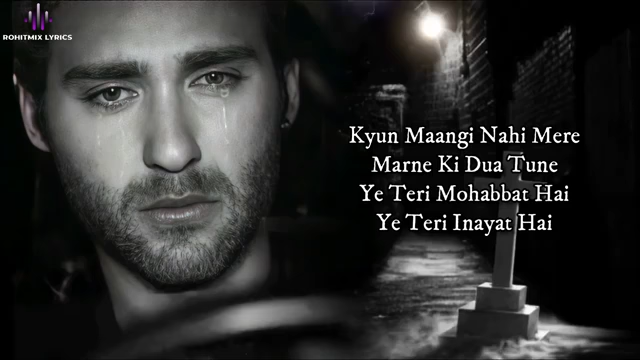 ROHITMIX LYRICS
Kyun Maangi Nahi Mere
Marne Ki Dua Tune
Ye Teri Mohabbat Hai
Ye Teri Inayat Hai